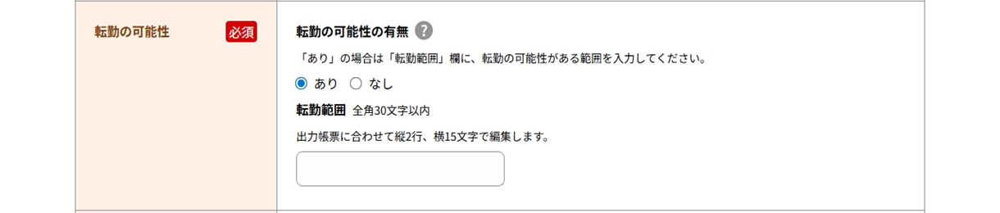 転勤の可能性 必須
転勤の可能性の有無 ?
「あり」の場合は「転勤範囲」欄に、転勤の可能性がある範囲を入力してください。
あり なし
転勤範囲 全角30文字以内
出力帳票に合わせて縦2行、横15文字で編集します。